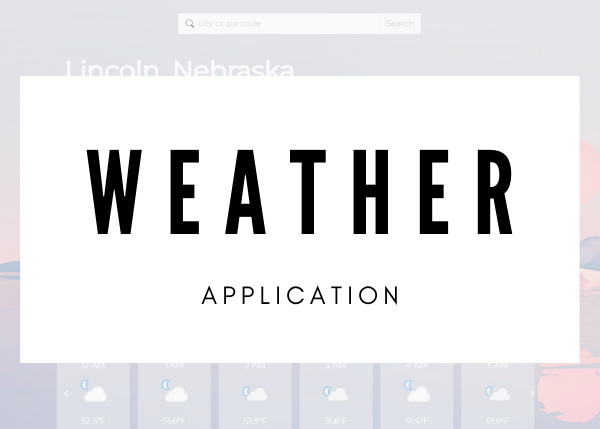 city or zip code Search
Lincoln, Nebraska
WEATHER
APPLICATION
12 AM 1 AM 2 AM 3 AM 4 AM 5 AM
52.5°F 51.6°F 51.3°F 51.6°F 51.4°F 51.6°F